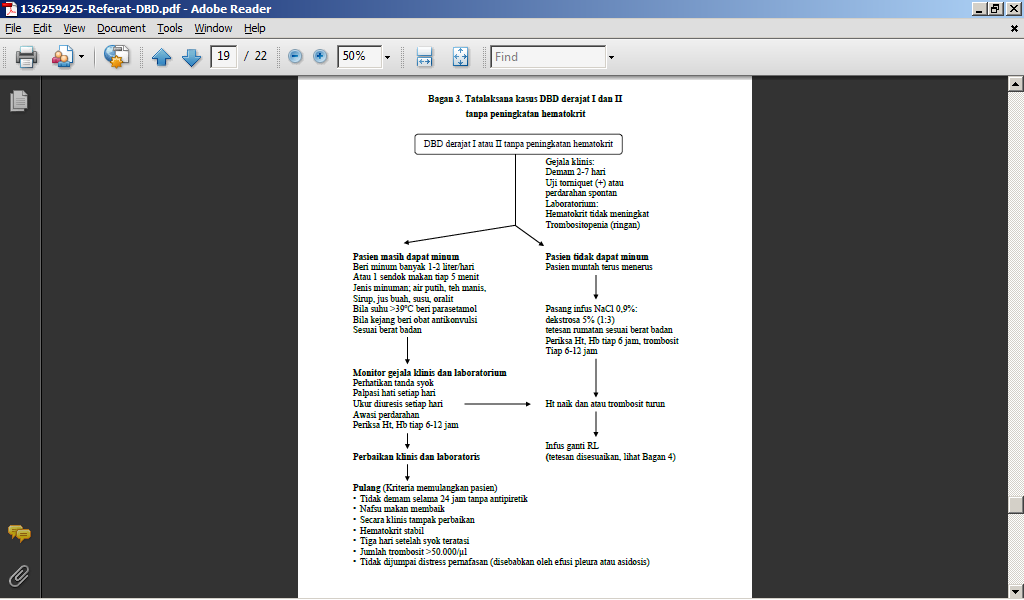 136259425-Referat-DBD.pdf - Adobe Reader
File Edit View Document Tools Window Help
19 / 22 50% Find
Bagan 3. Tatalaksana kasus DBD derajat I dan II
tanpa peningkatan hematokrit
DBD derajat I atau II tanpa peningkatan hematokrit
Gejala klinis:
Demam 2-7 hari
Uji torniquet (+) atau
perdarahan spontan
Laboratorium:
Hematokrit tidak meningkat
Trombositopenia (ringan)
Pasien masih dapat minum
Beri minum banyak 1-2 liter/hari
Atau 1 sendok makan tiap 5 menit
Jenis minuman; air putih, teh manis,
Sirup, jus buah, susu, oralit
Bila suhu >39°C beri parasetamol
Bila kejang beri obat antikonvulsi
Sesuai berat badan
Pasien tidak dapat minum
Pasien muntah terus menerus
Pasang infus NaCl 0,9%:
dekstrosa 5% (1:3)
tetesan rumatan sesuai berat badan
Periksa Ht, Hb tiap 6 jam, trombosit
Tiap 6-12 jam
Monitor gejala klinis dan laboratorium
Perhatikan tanda syok
Palpasi hati setiap hari
Ukur diuresis setiap hari
Awasi perdarahan
Periksa Ht, Hb tiap 6-12 jam
Ht naik dan atau trombosit turun
Infus ganti RL
(tetesan disesuaikan, lihat Bagan 4)
Perbaikan klinis dan laboratoris
Pulang (Kriteria memulangkan pasien)
• Tidak demam selama 24 jam tanpa antipiretik
• Nafsu makan membaik
• Secara klinis tampak perbaikan
• Hematokrit stabil
• Tiga hari setelah syok teratasi
• Jumlah trombosit >50.000/µl
• Tidak dijumpai distress pernafasan (disebabkan oleh efusi pleura atau asidosis)